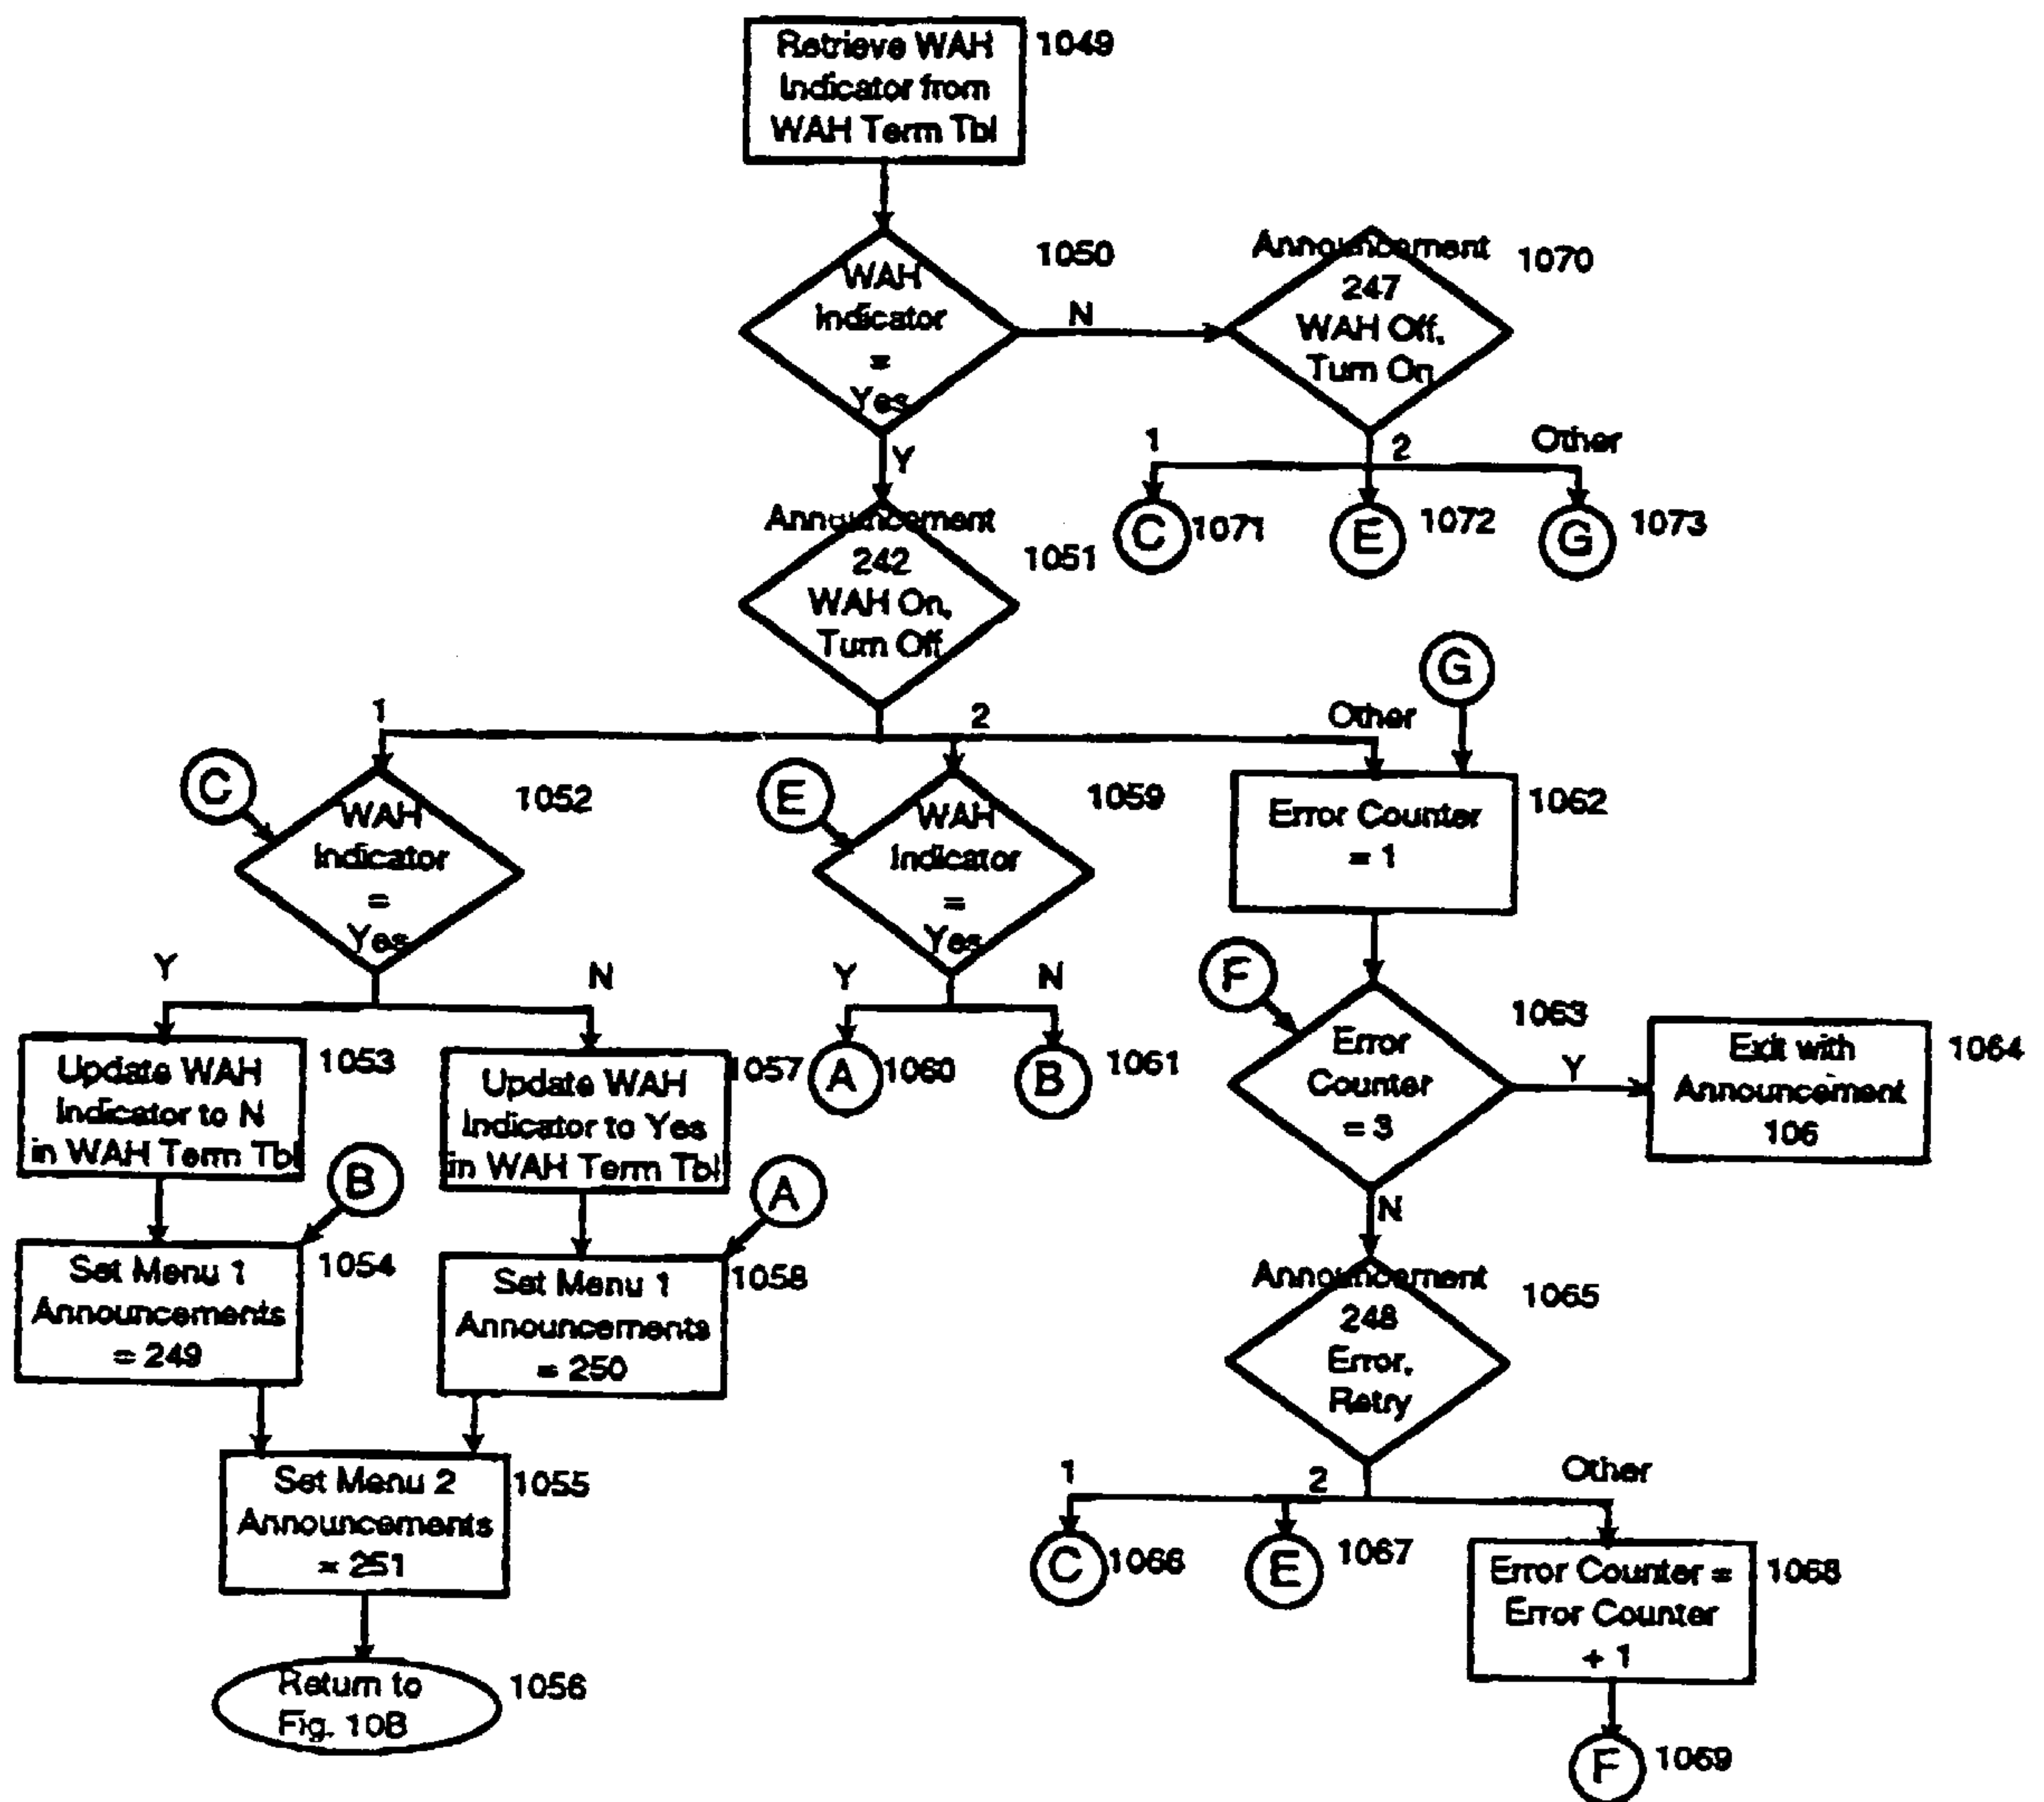 Retrieve WAH
Indicator from
WAH Term Tbl
1049
WAH
Indicator
=
Yes
1050
N
Announcement
247
WAH Off,
Turn On
1070
1
2
Other
C
1071
E
1072
G
1073
Y
Announcement
242
WAH On,
Turn Off
1051
1
2
Other
G
C
WAH
Indicator
=
Yes
1052
E
WAH
Indicator
=
Yes
1059
Error Counter
= 1
1062
Y
N
Y
N
F
Error
Counter
= 3
1063
Y
Exit with
Announcement
106
1064
Update WAH
Indicator to N
in WAH Term Tbl
1053
Update WAH
Indicator to Yes
in WAH Term Tbl
1057
A
1060
B
1061
B
A
N
Set Menu 1
Announcements
= 249
1054
Set Menu 1
Announcements
= 250
1058
Announcement
248
Error,
Retry
1065
Set Menu 2
Announcements
= 251
1055
1
2
Other
C
1066
E
1067
Error Counter =
Error Counter
+ 1
1068
Return to
Fig. 10B
1056
F
1069